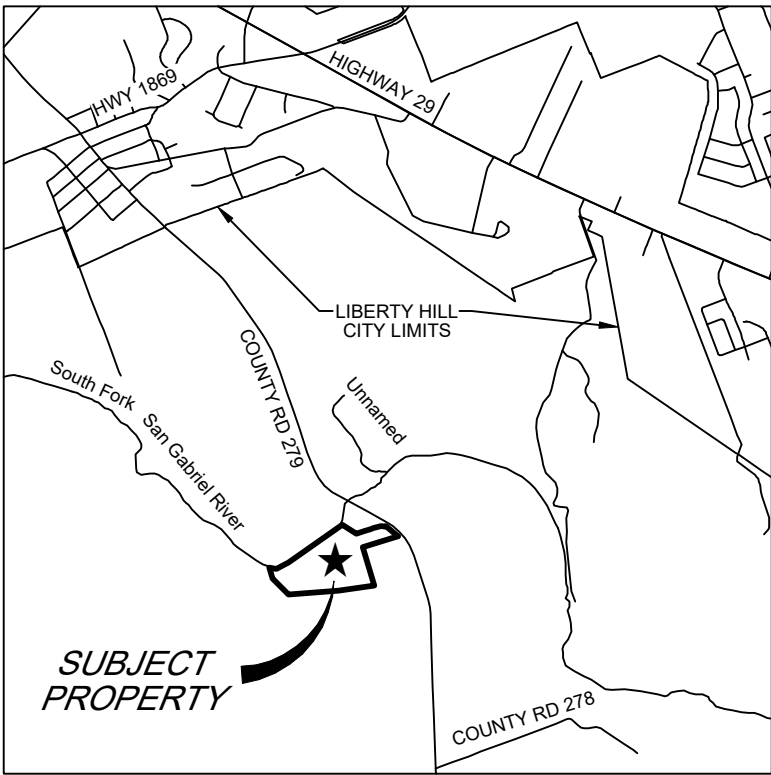 HWY 1869
HIGHWAY 29
LIBERTY HILL
CITY LIMITS
COUNTY RD 279
South Fork San Gabriel River
Unnamed
SUBJECT
PROPERTY
COUNTY RD 278